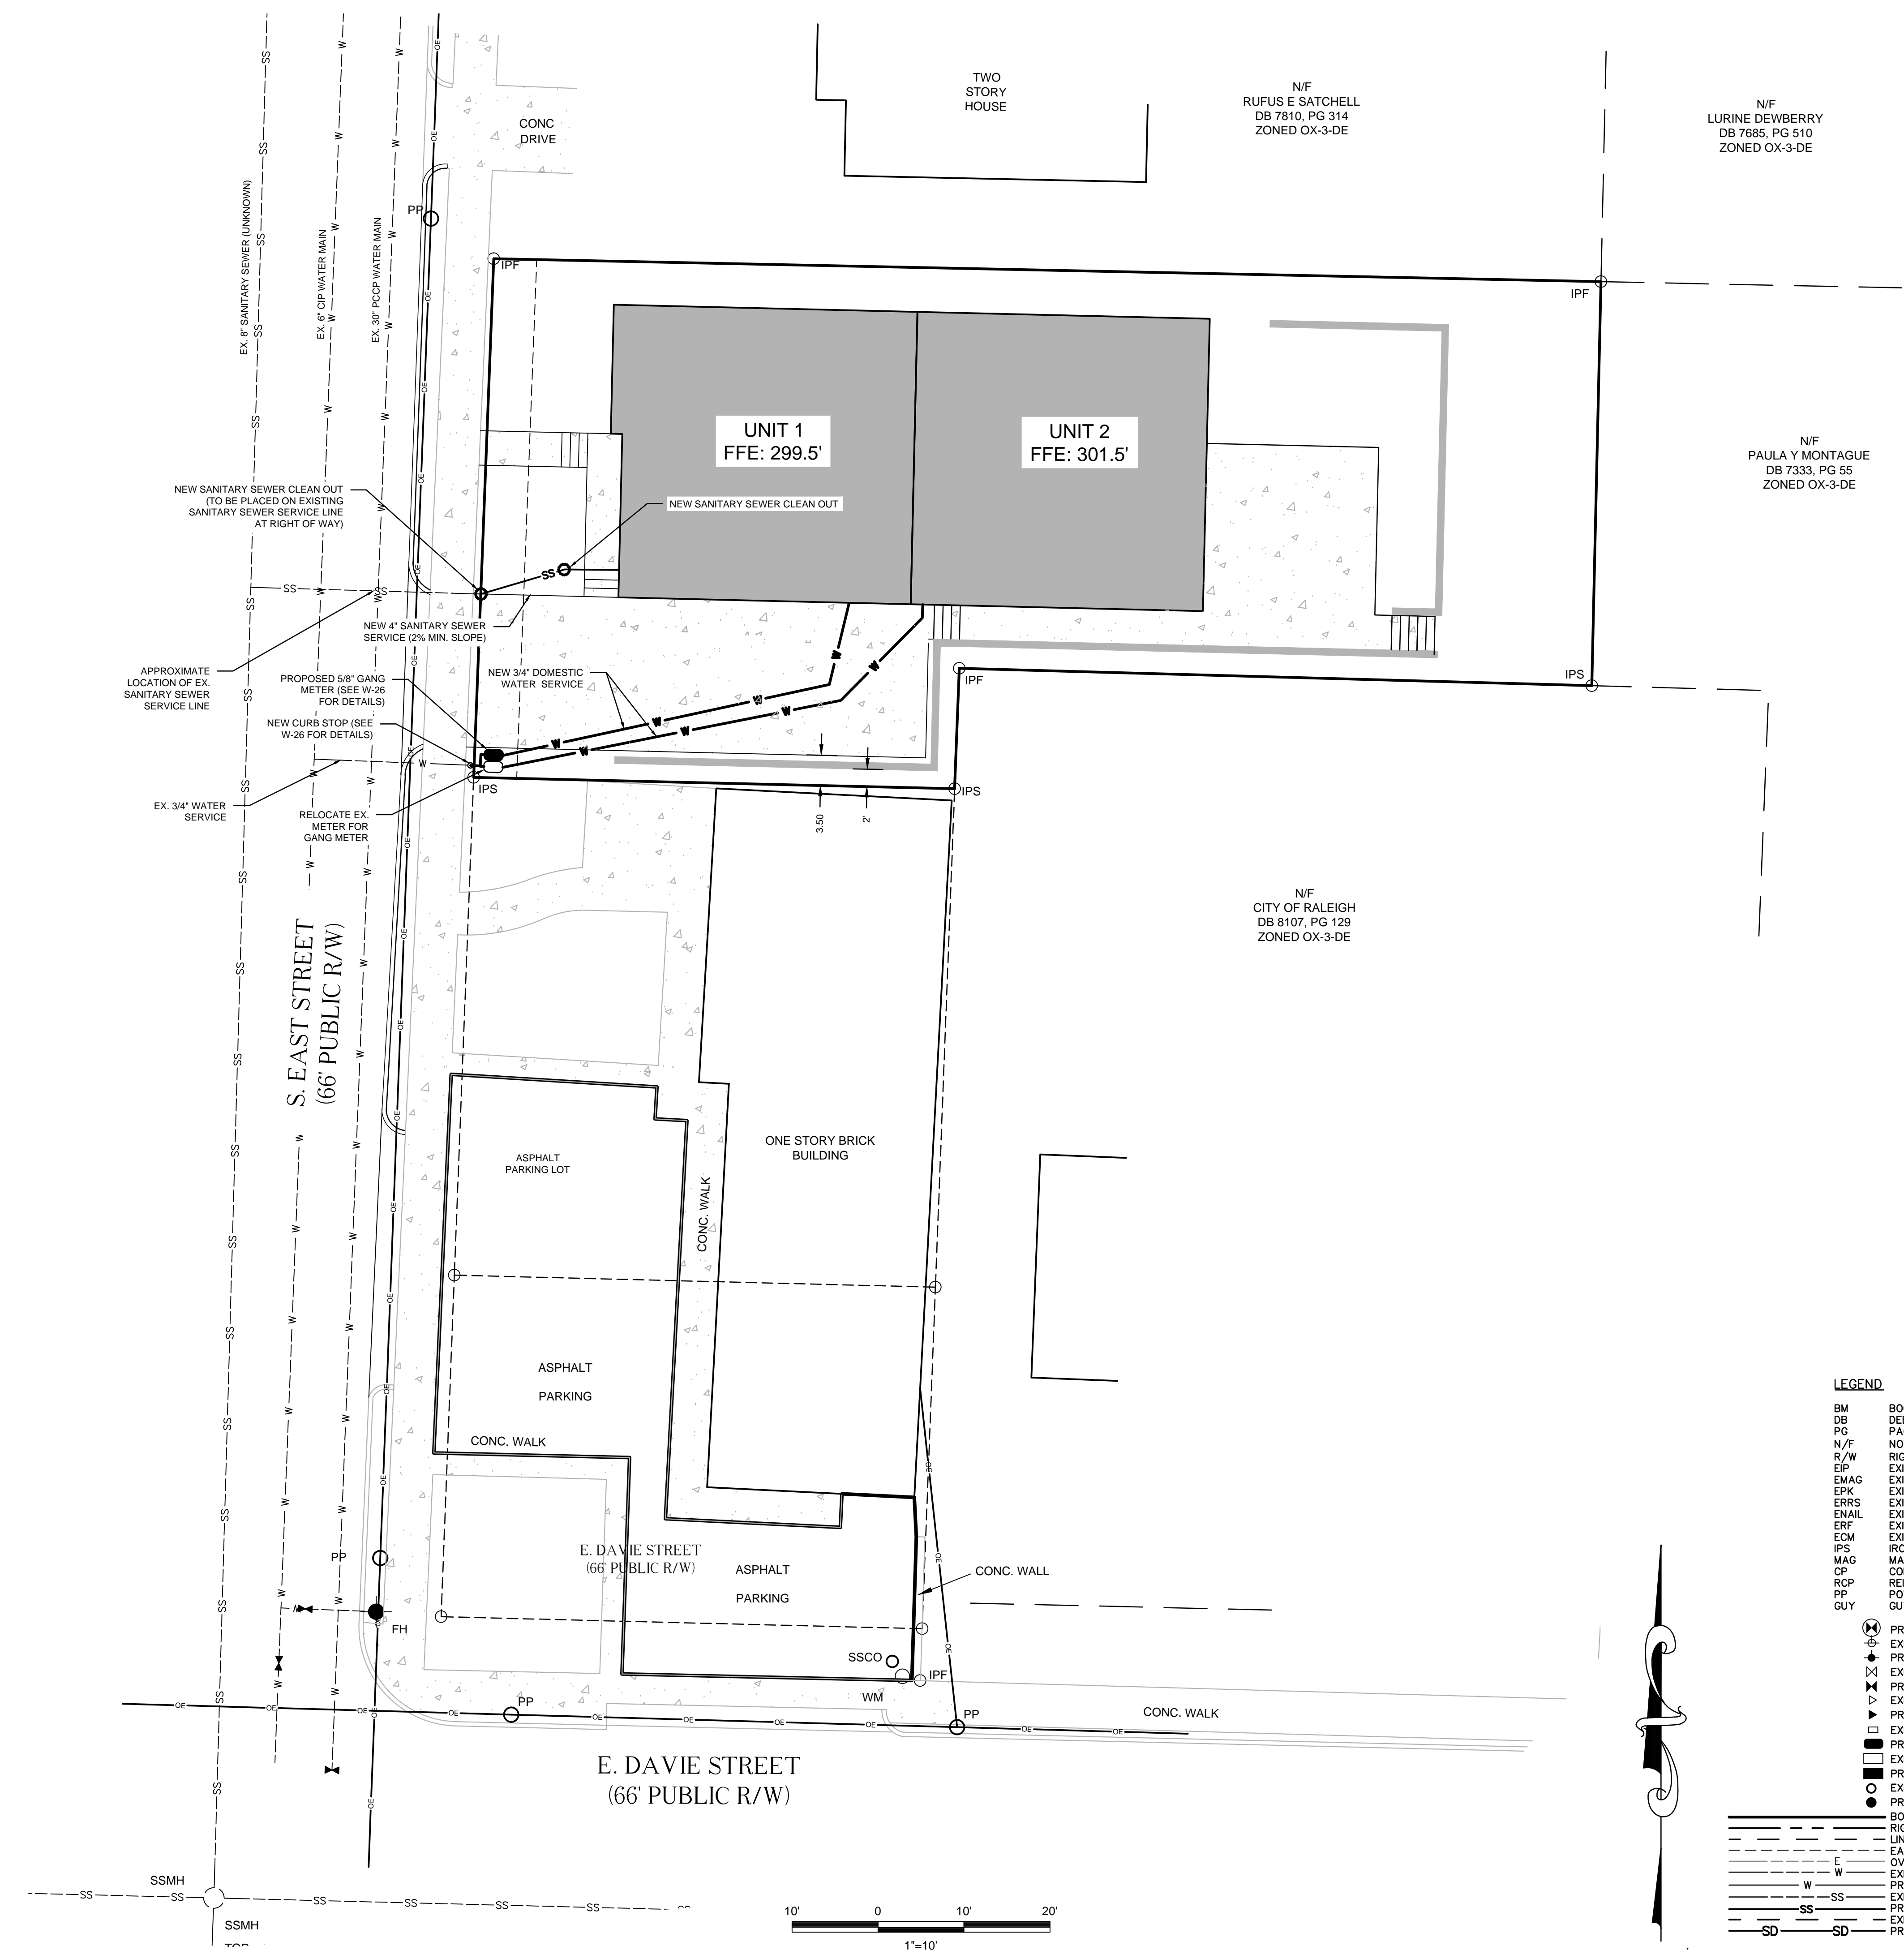 TWO
STORY
HOUSE
N/F
RUFUS E SATCHELL
DB 7810, PG 314
ZONED OX-3-DE
N/F
LURINE DEWBERRY
DB 7685, PG 510
ZONED OX-3-DE
CONC
DRIVE
PP
EX. 8" SANITARY SEWER (UNKNOWN)
EX. 6" CIP WATER MAIN
EX. 30" PCCP WATER MAIN
IPF
IPF
UNIT 1
FFE: 299.5'
UNIT 2
FFE: 301.5'
N/F
PAULA Y MONTAGUE
DB 7333, PG 55
ZONED OX-3-DE
NEW SANITARY SEWER CLEAN OUT
(TO BE PLACED ON EXISTING
SANITARY SEWER SERVICE LINE
AT RIGHT OF WAY)
NEW SANITARY SEWER CLEAN OUT
SS
NEW 4" SANITARY SEWER
SERVICE (2% MIN. SLOPE)
APPROXIMATE
LOCATION OF EX.
SANITARY SEWER
SERVICE LINE
PROPOSED 5/8" GANG
METER (SEE W-26
FOR DETAILS)
NEW 3/4" DOMESTIC
WATER SERVICE
IPF
IPS
NEW CURB STOP (SEE
W-26 FOR DETAILS)
EX. 3/4" WATER
SERVICE
RELOCATE EX.
METER FOR
GANG METER
IPS
IPS
3.50
2'
N/F
CITY OF RALEIGH
DB 8107, PG 129
ZONED OX-3-DE
S. EAST STREET
(66' PUBLIC R/W)
ASPHALT
PARKING LOT
CONC. WALK
ONE STORY BRICK
BUILDING
ASPHALT
PARKING
CONC. WALK
PP
E. DAVIE STREET
(66' PUBLIC R/W)
ASPHALT
PARKING
CONC. WALL
FH
SSCO
IPF
WM
PP
PP
CONC. WALK
E. DAVIE STREET
(66' PUBLIC R/W)
SSMH
SSMH
10' 0 10' 20'
1"=10'
LEGEND
BM
DB
PG
N/F
R/W
EIP
EMAG
EPK
ERRS
ENAIL
ERF
ECM
IPS
MAG
CP
RCP
PP
GUY
E
W
W
SS
SS
SD SD